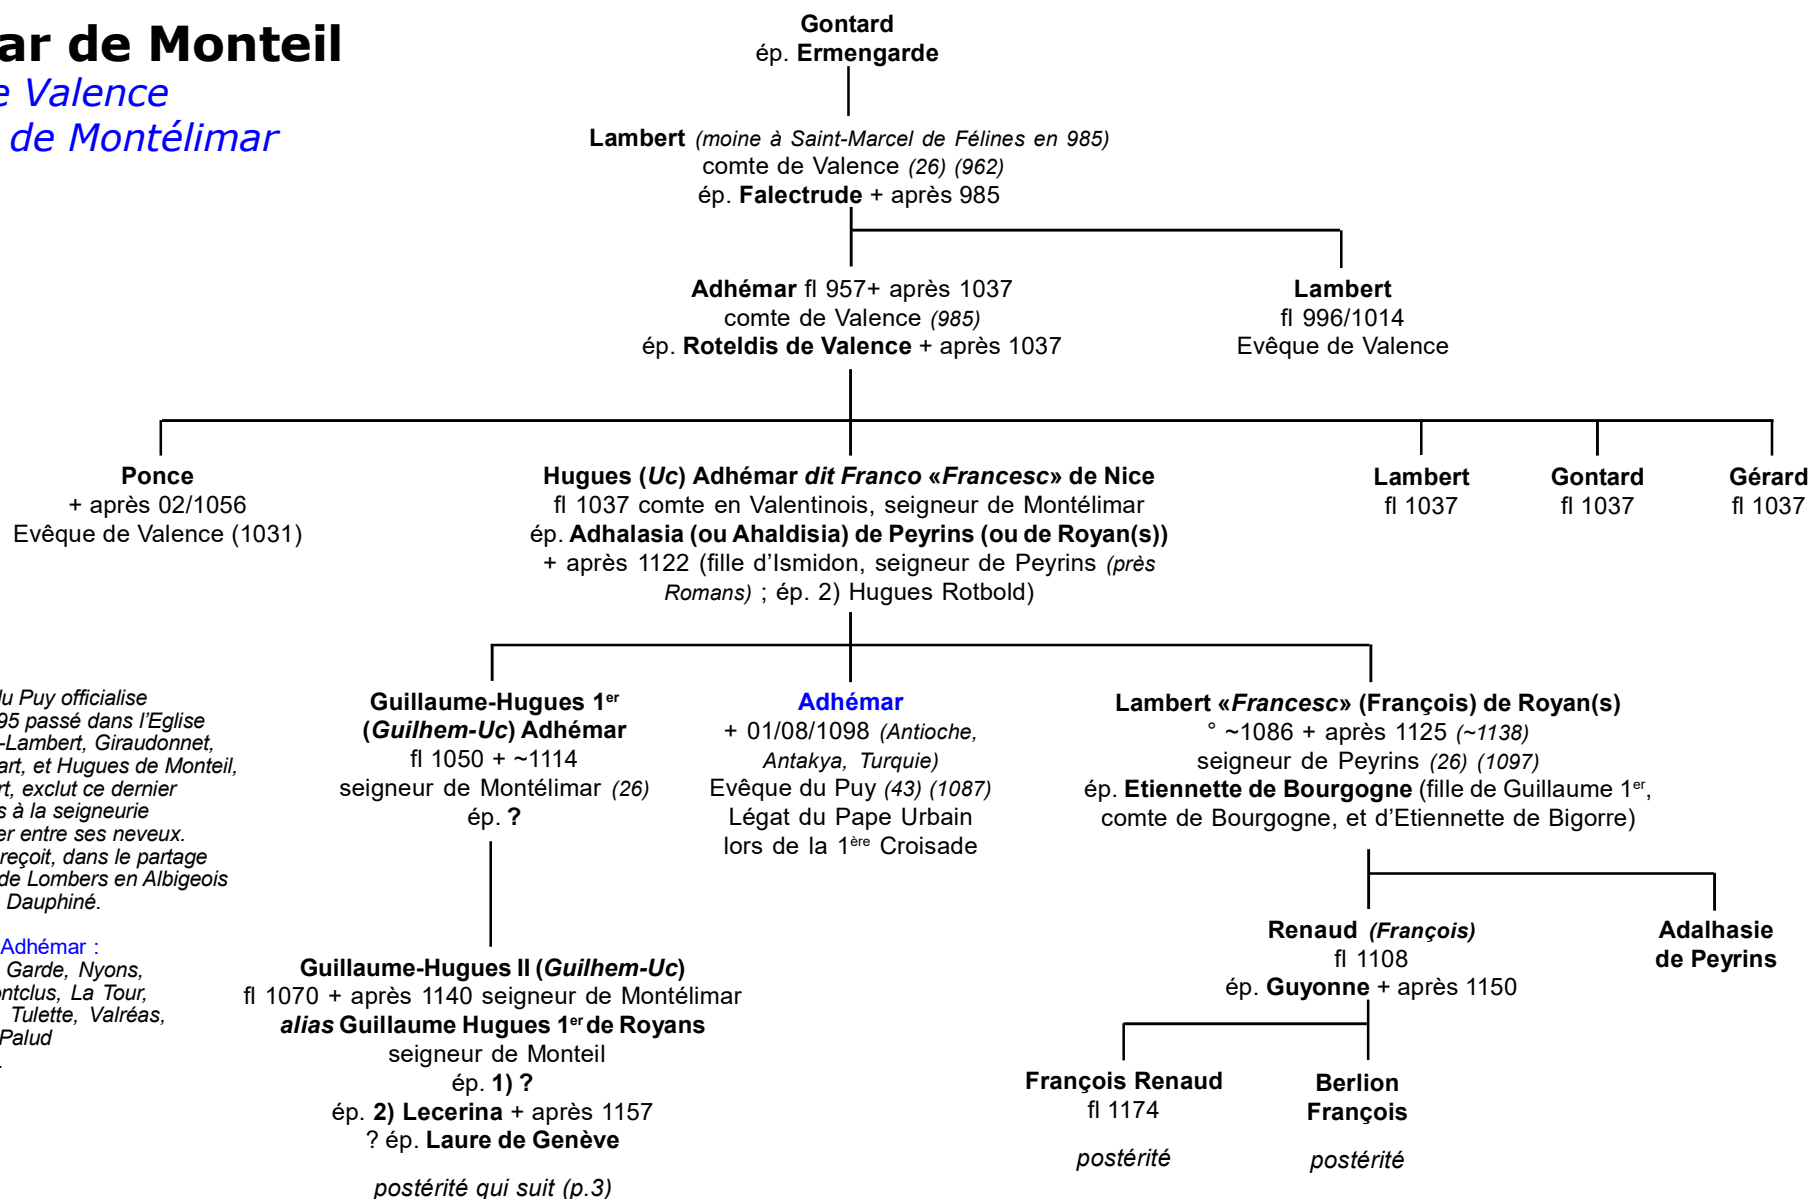 ar de Monteil
e Valence
de Montélimar
Gontard
ép. Ermengarde
Lambert (moine à Saint-Marcel de Félines en 985)
comte de Valence (26) (962)
ép. Falectrude + après 985
Adhémar fl 957+ après 1037
comte de Valence (985)
ép. Roteldis de Valence + après 1037
Lambert
fl 996/1014
Evêque de Valence
Ponce
+ après 02/1056
Evêque de Valence (1031)
Hugues (Uc) Adhémar dit Franco «Francesc» de Nice
fl 1037 comte en Valentinois, seigneur de Montélimar
ép. Adhalasia (ou Ahaldisia) de Peyrins (ou de Royan(s))
+ après 1122 (fille d’Ismidon, seigneur de Peyrins (près
Romans) ; ép. 2) Hugues Rotbold)
Lambert
fl 1037
Gontard
fl 1037
Gérard
fl 1037
du Puy officialise
95 passé dans l’Eglise
-Lambert, Giraudonnet,
art, et Hugues de Monteil,
rt, exclut ce dernier
s à la seigneurie
er entre ses neveux.
reçoit, dans le partage
de Lombers en Albigeois
Dauphiné.
Adhémar :
Garde, Nyons,
ntclus, La Tour,
Tulette, Valréas,
Palud
Guillaume-Hugues 1er
(Guilhem-Uc) Adhémar
fl 1050 + ~1114
seigneur de Montélimar (26)
ép. ?
Adhémar
+ 01/08/1098 (Antioche,
Antakya, Turquie)
Evêque du Puy (43) (1087)
Légat du Pape Urbain
lors de la 1ère Croisade
Lambert «Francesc» (François) de Royan(s)
° ~1086 + après 1125 (~1138)
seigneur de Peyrins (26) (1097)
ép. Etiennette de Bourgogne (fille de Guillaume 1er,
comte de Bourgogne, et d’Etiennette de Bigorre)
Guillaume-Hugues II (Guilhem-Uc)
fl 1070 + après 1140 seigneur de Montélimar
alias Guillaume Hugues 1er de Royans
seigneur de Monteil
ép. 1) ?
ép. 2) Lecerina + après 1157
? ép. Laure de Genève
postérité qui suit (p.3)
Renaud (François)
fl 1108
ép. Guyonne + après 1150
Adalhasie
de Peyrins
François Renaud
fl 1174
postérité
Berlion
François
postérité